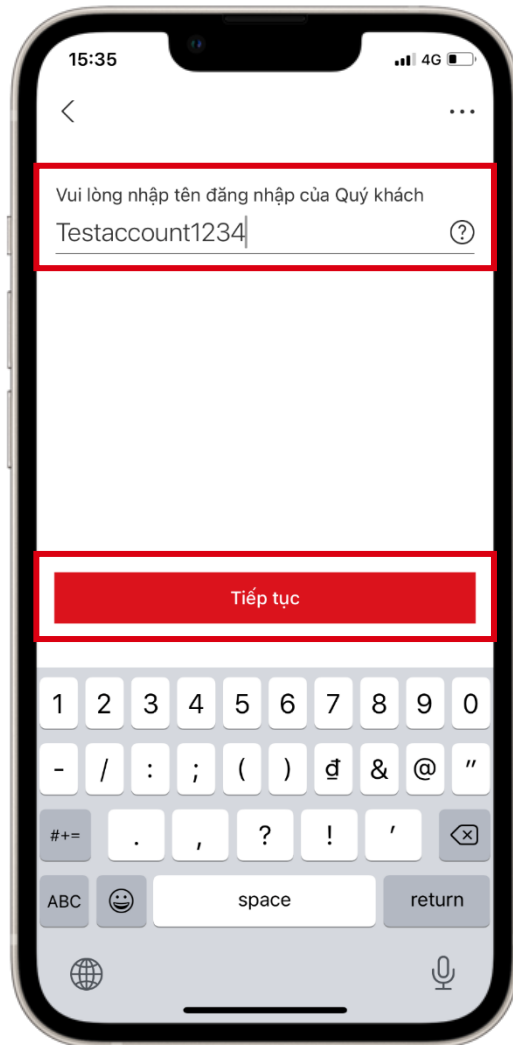 15:35
4G
Vui lòng nhập tên đăng nhập của Quý khách
Testaccount1234
?
Tiếp tục
1 2 3 4 5 6 7 8 9 0
- / : ; ( ) ₫ & @ "
#+= . , ? ! '
ABC space return